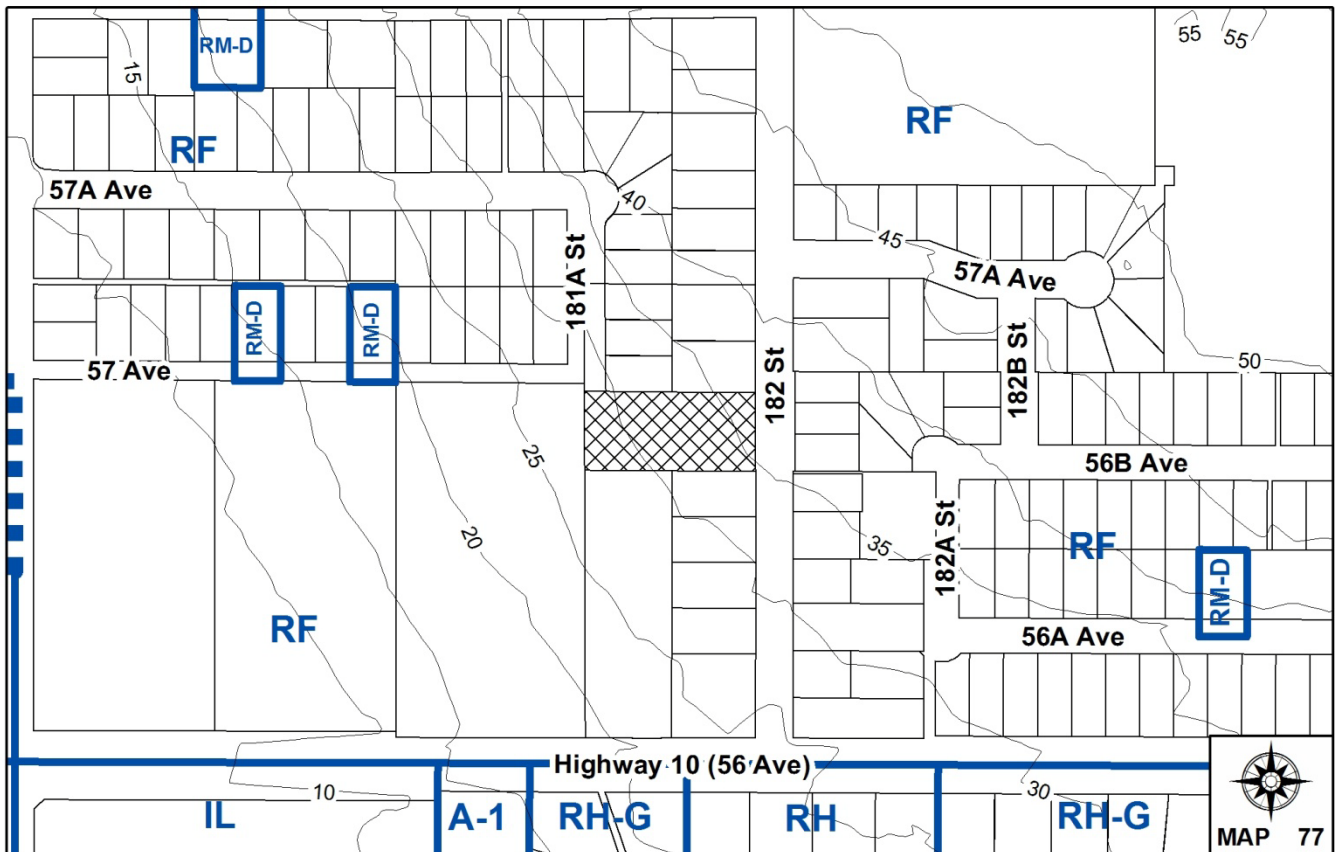 RM-D
55
55
15
RF
RF
57A Ave
40
45
57A Ave
181A St
RM-D
RM-D
57 Ave
182 St
182B St
50
25
56B Ave
20
35
182A St
RF
RM-D
RF
56A Ave
Highway 10 (56 Ave)
10
30
IL
A-1
RH-G
RH
RH-G
MAP 77